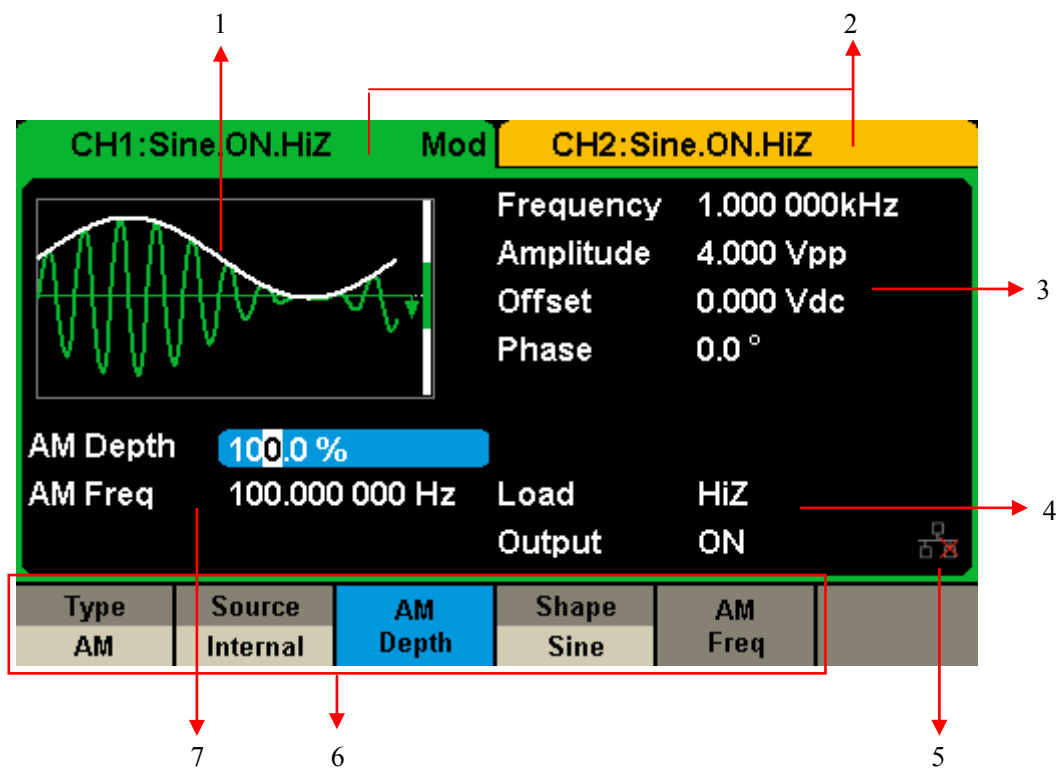 1
2
CH1:Sine.ON.HiZ Mod
CH2:Sine.ON.HiZ
Frequency 1.000 000kHz
Amplitude 4.000 Vpp
Offset 0.000 Vdc
Phase 0.0 °
3
AM Depth 100.0 %
AM Freq 100.000 000 Hz
Load HiZ
Output ON
4
Type
AM
Source
Internal
AM
Depth
Shape
Sine
AM
Freq
7
6
5